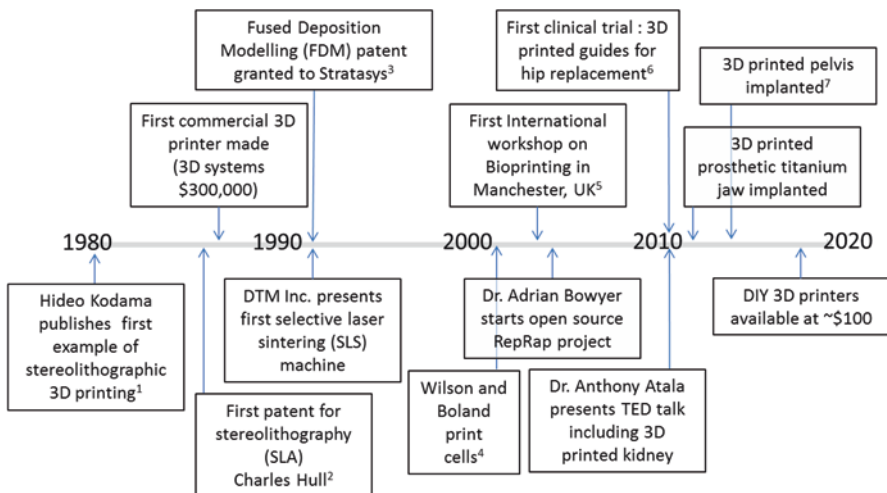 Fused Deposition
Modelling (FDM) patent
granted to Stratasys³
First clinical trial : 3D
printed guides for
hip replacement⁶
3D printed pelvis
implanted⁷
First commercial 3D
printer made
(3D systems
$300,000)
First International
workshop on
Bioprinting in
Manchester, UK⁵
3D printed
prosthetic titanium
jaw implanted
1980
1990
2000
2010
2020
Hideo Kodama
publishes first
example of
stereolithographic
3D printing¹
DTM Inc. presents
first selective laser
sintering (SLS)
machine
Dr. Adrian Bowyer
starts open source
RepRap project
DIY 3D printers
available at ~$100
First patent for
stereolithography
(SLA)
Charles Hull²
Wilson and
Boland
print
cells⁴
Dr. Anthony Atala
presents TED talk
including 3D
printed kidney